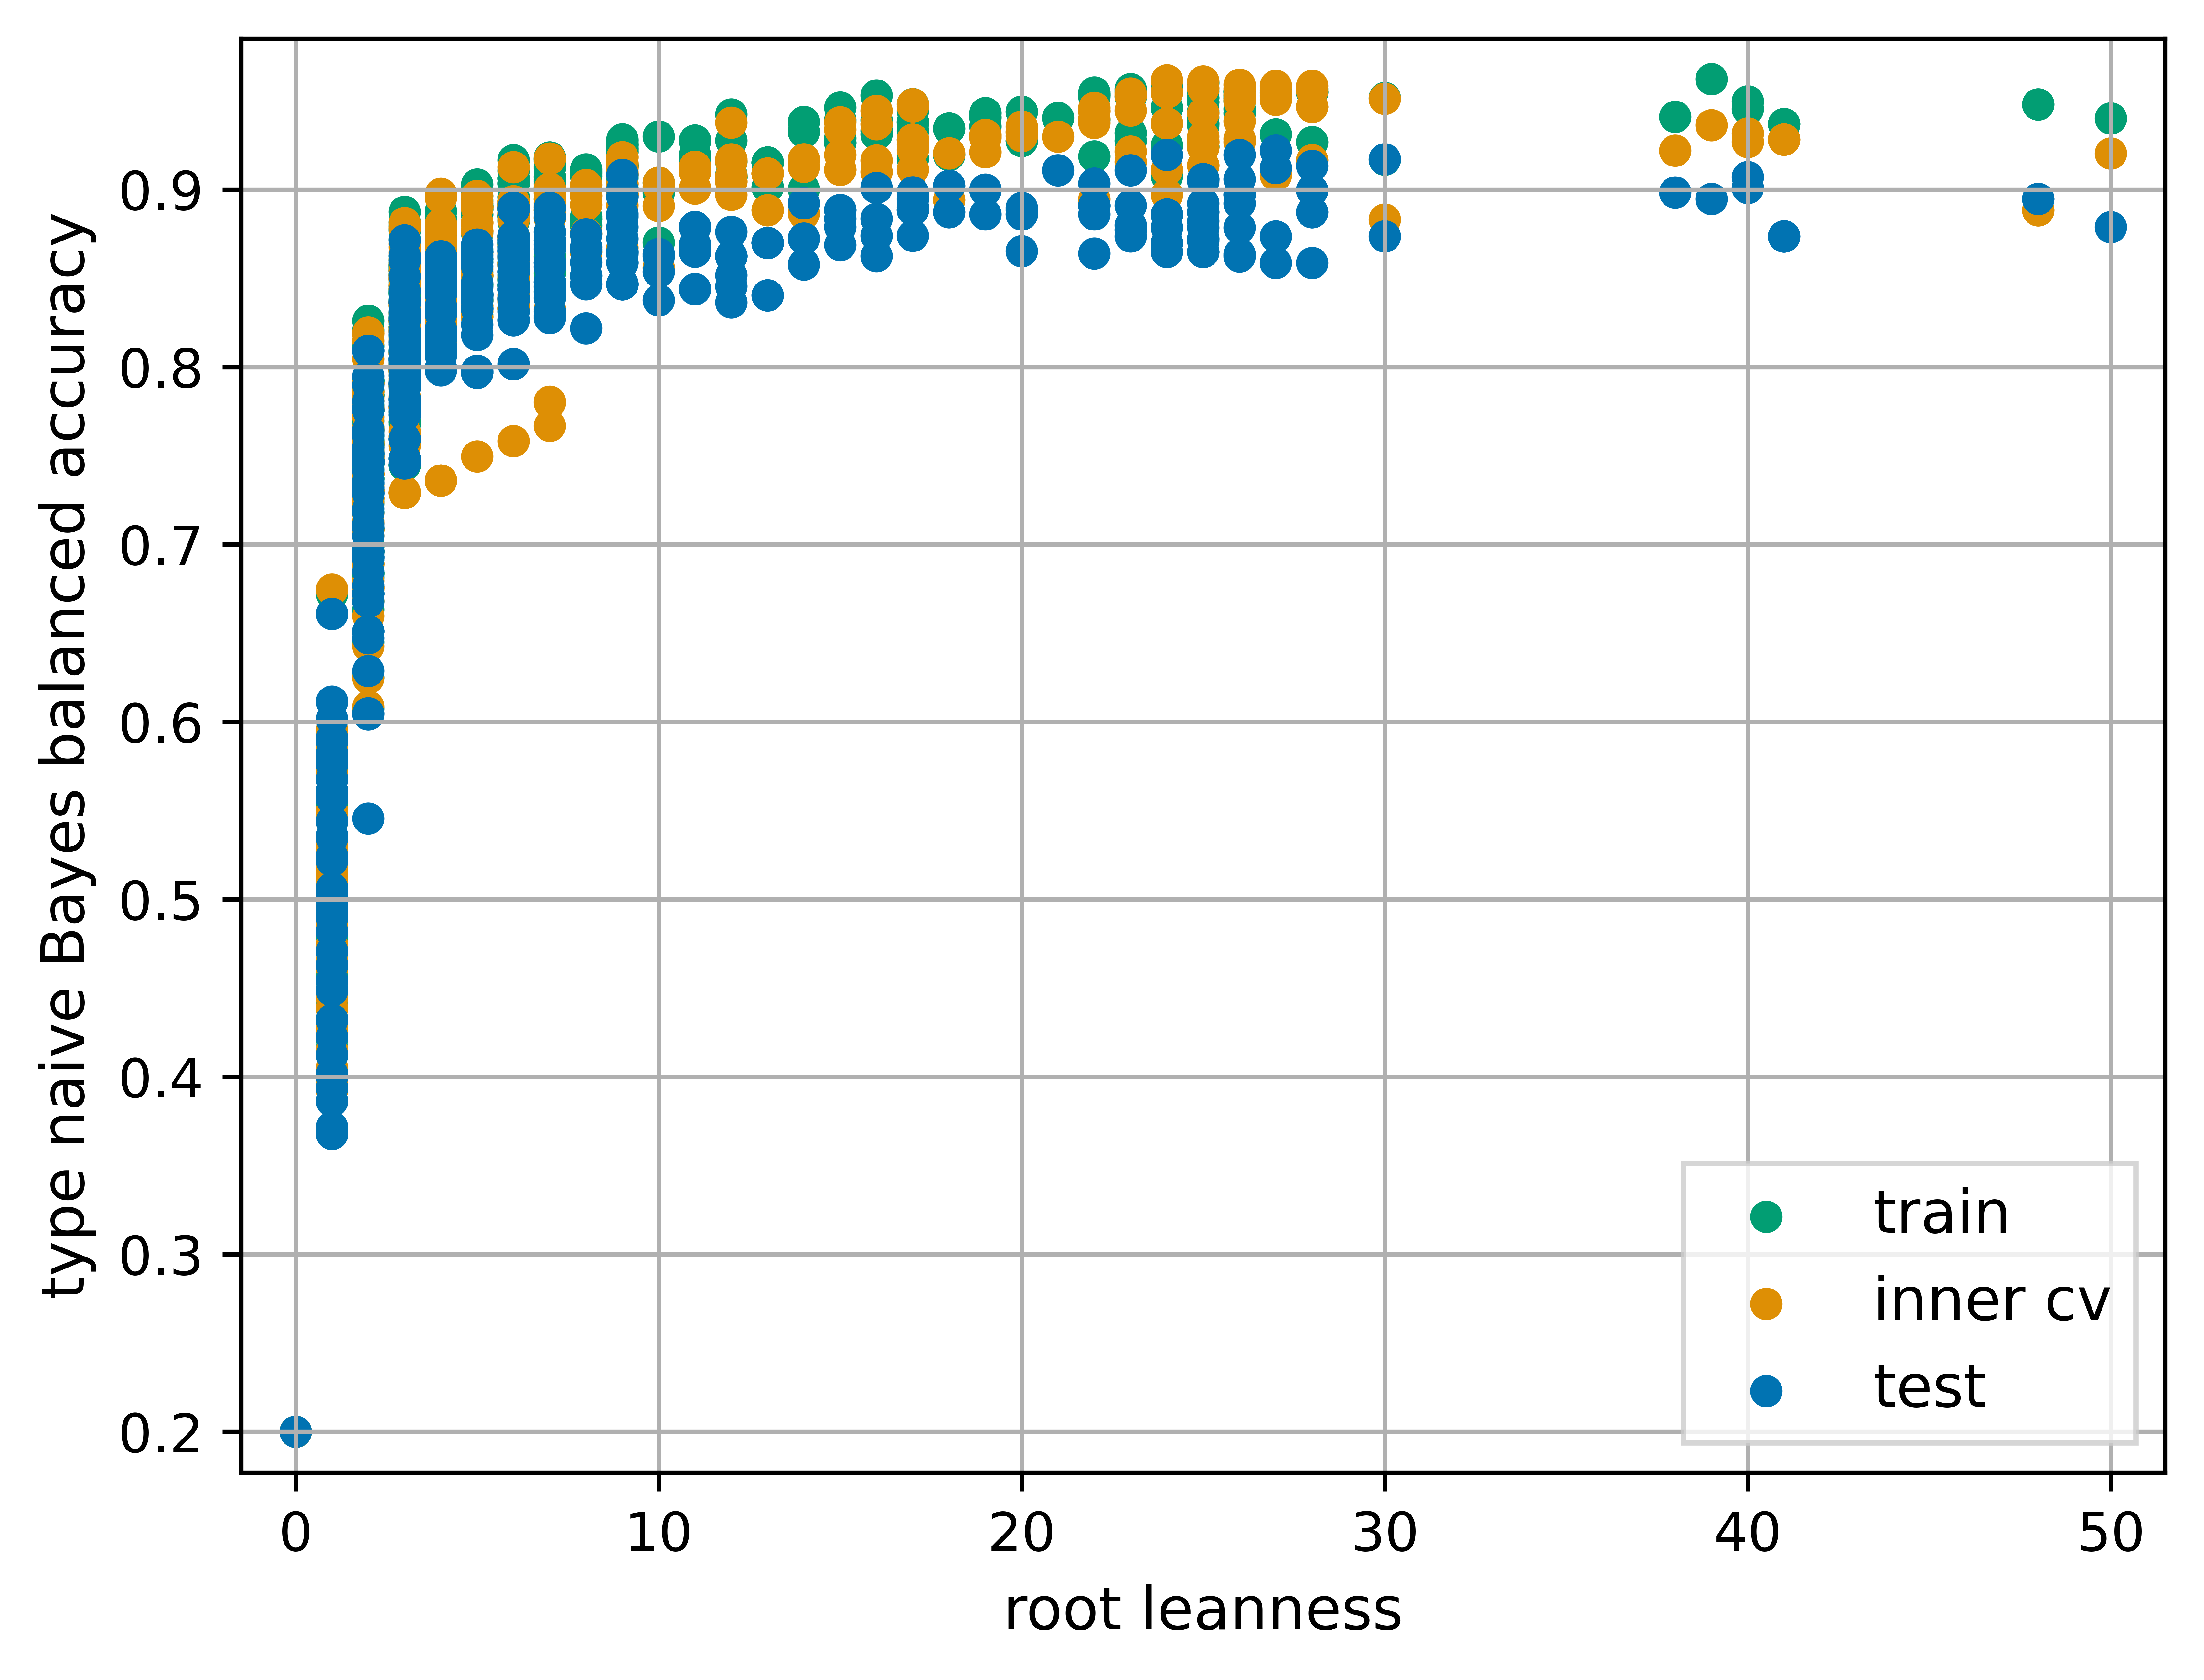 type naive Bayes balanced accuracy
0.9
0.8
0.7
0.6
0.5
0.4
0.3
0.2
train
inner cv
test
0 10 20 30 40 50
root leanness